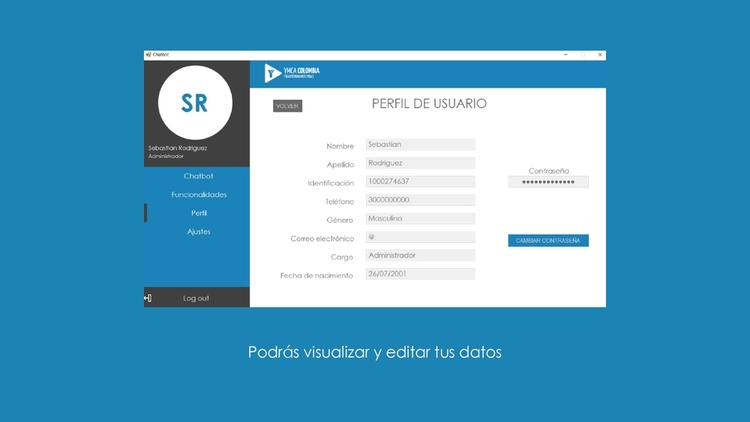 Chatbot
YMCA COLOMBIA
SR
VOLVER
PERFIL DE USUARIO
Sebastian Rodriguez
Administrador
Nombre Sebastian
Apellido Rodriguez
Identificación 1000274637
Teléfono 3000000000
Género Masculino
Correo electrónico @
Cargo Administrador
Fecha de nacimiento 26/07/2001
Contraseña
•••••••••••••
CAMBIAR CONTRASEÑA
Chatbot
Funcionalidades
Perfil
Ajustes
Log out
Podrás visualizar y editar tus datos